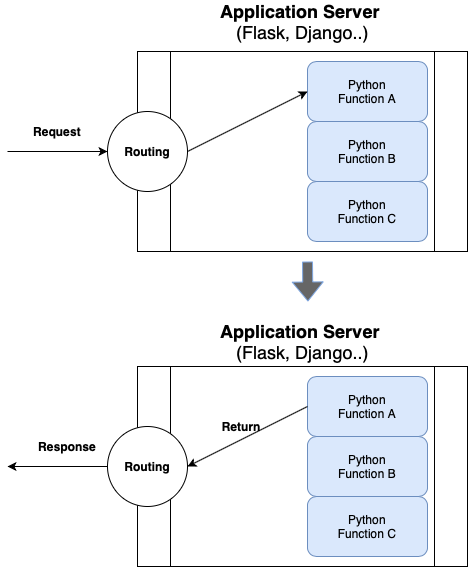 Application Server
(Flask, Django..)
Python
Function A
Request
Routing
Python
Function B
Python
Function C
Application Server
(Flask, Django..)
Python
Function A
Return
Response
Routing
Python
Function B
Python
Function C